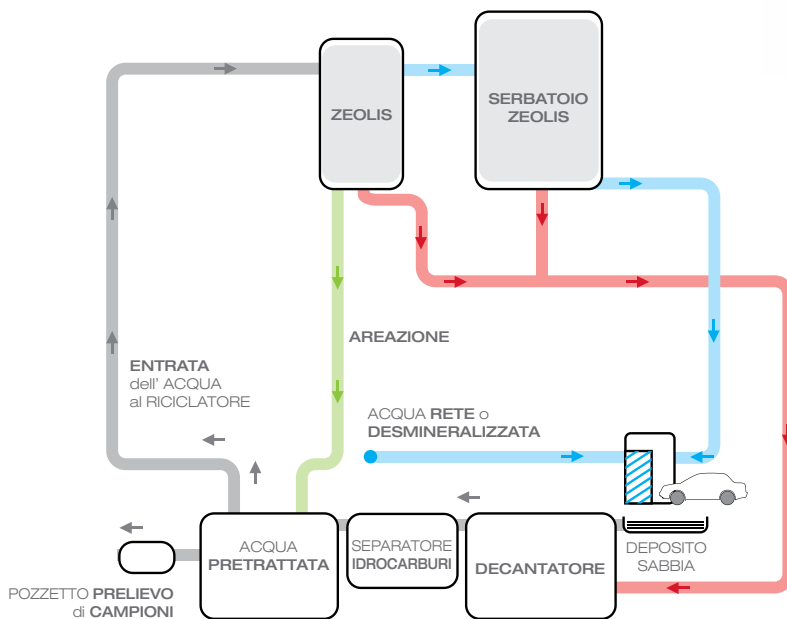 ZEOLIS
SERBATOIO
ZEOLIS
AREAZIONE
ENTRATA
dell' ACQUA
al RICICLATORE
ACQUA RETE o
DESMINERALIZZATA
ACQUA
PRETRATTATA
SEPARATORE
IDROCARBURI
DECANTATORE
DEPOSITO
SABBIA
POZZETTO PRELIEVO
di CAMPIONI